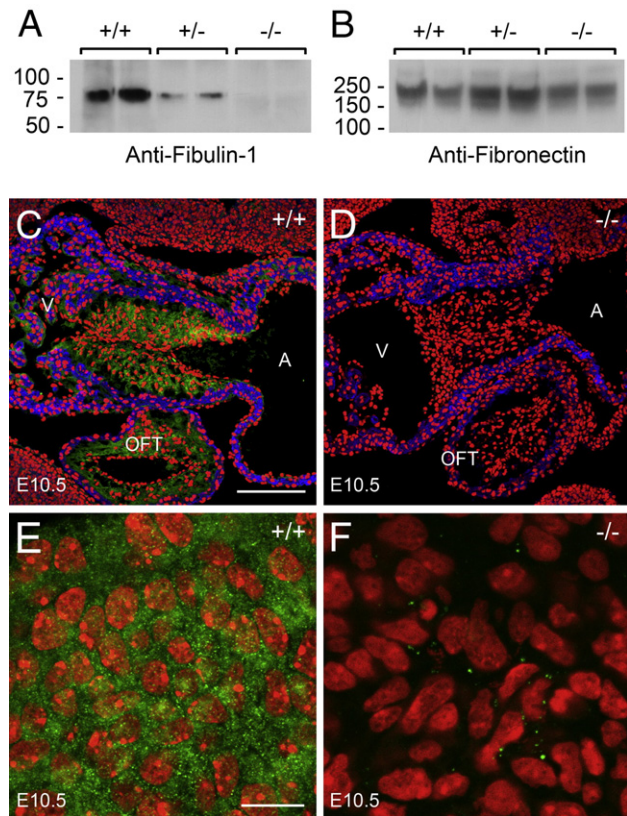 A
+/+ +/- -/-
100 -
75 -
50 -
Anti-Fibulin-1
B
+/+ +/- -/-
250 -
150 -
100 -
Anti-Fibronectin
C
+/+
V
A
OFT
E10.5
D
-/-
A
V
OFT
E10.5
E
+/+
E10.5
F
-/-
E10.5